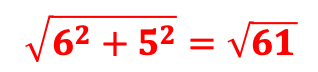 √(6² + 5²) = √61